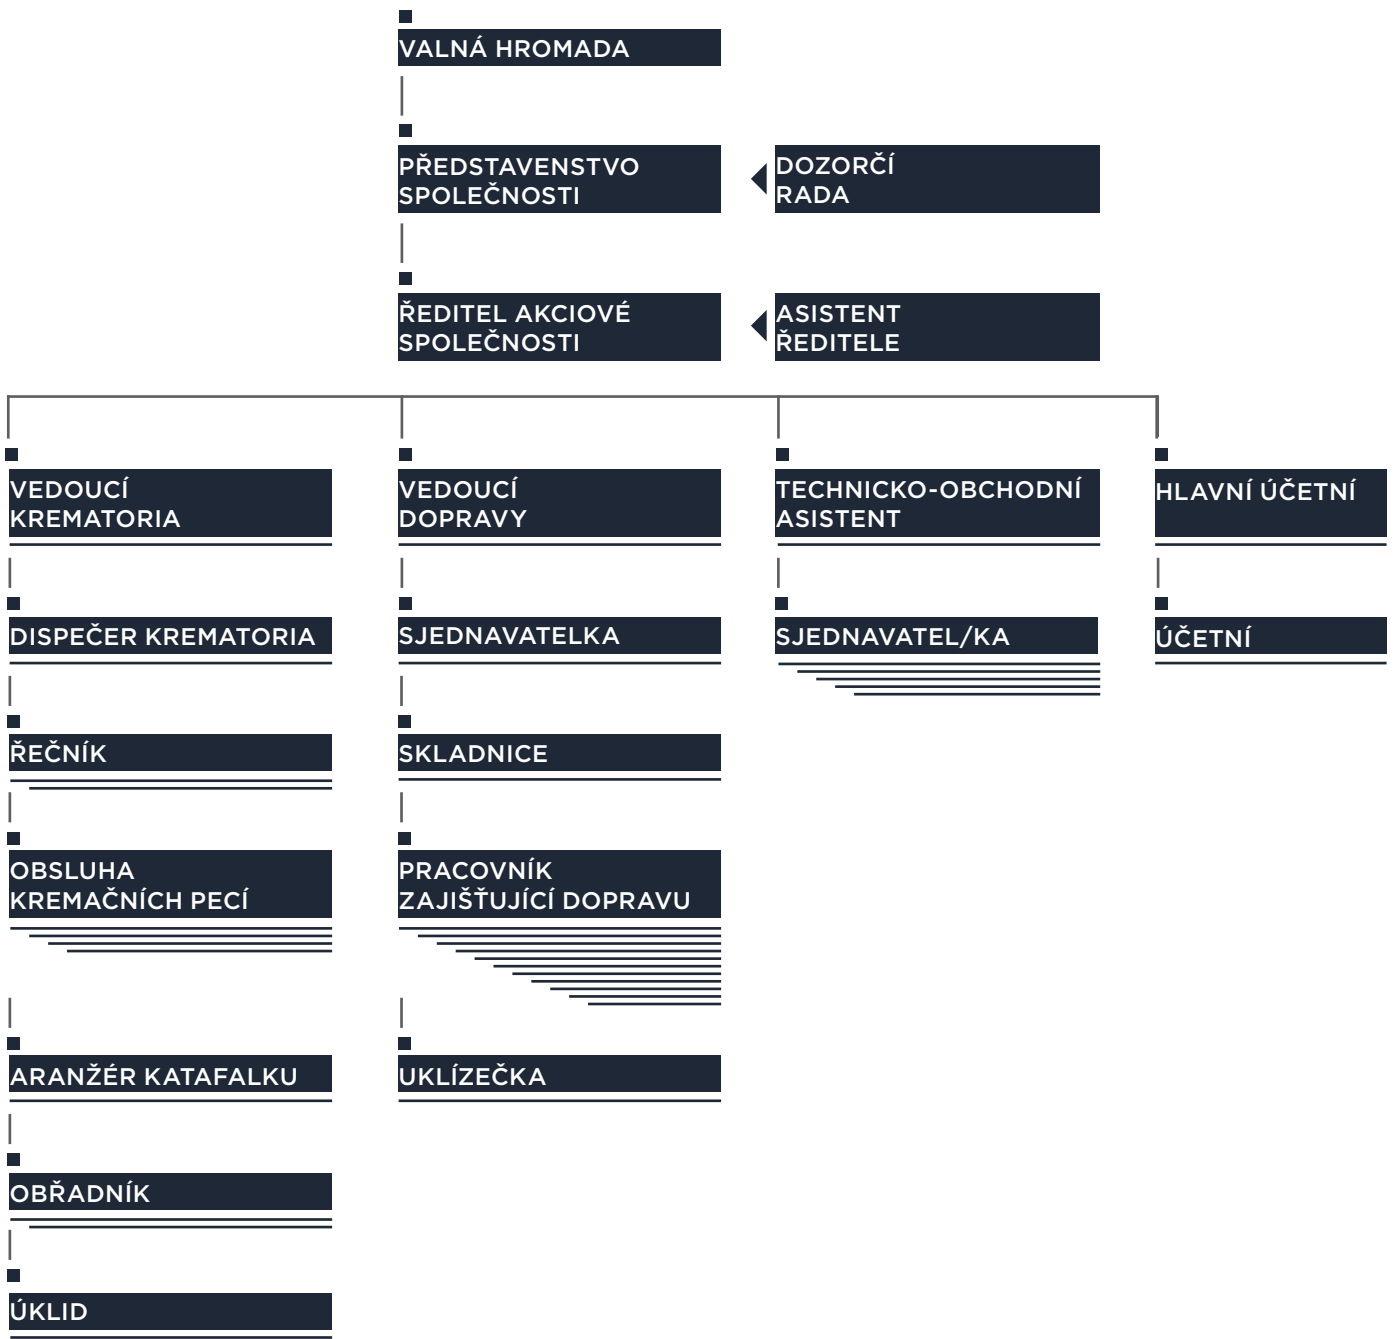 VALNÁ HROMADA
PŘEDSTAVENSTVO
SPOLEČNOSTI
DOZORČÍ
RADA
ŘEDITEL AKCIOVÉ
SPOLEČNOSTI
ASISTENT
ŘEDITELE
VEDOUCÍ
KREMATORIA
DISPEČER KREMATORIA
ŘEČNÍK
OBSLUHA
KREMAČNÍCH PECÍ
ARANŽÉR KATAFALKU
OBŘADNÍK
ÚKLID
VEDOUCÍ
DOPRAVY
SJEDNAVATELKA
SKLADNICE
PRACOVNÍK
ZAJIŠŤUJÍCÍ DOPRAVU
UKLÍZEČKA
TECHNICKO-OBCHODNÍ
ASISTENT
SJEDNAVATEL/KA
HLAVNÍ ÚČETNÍ
ÚČETNÍ